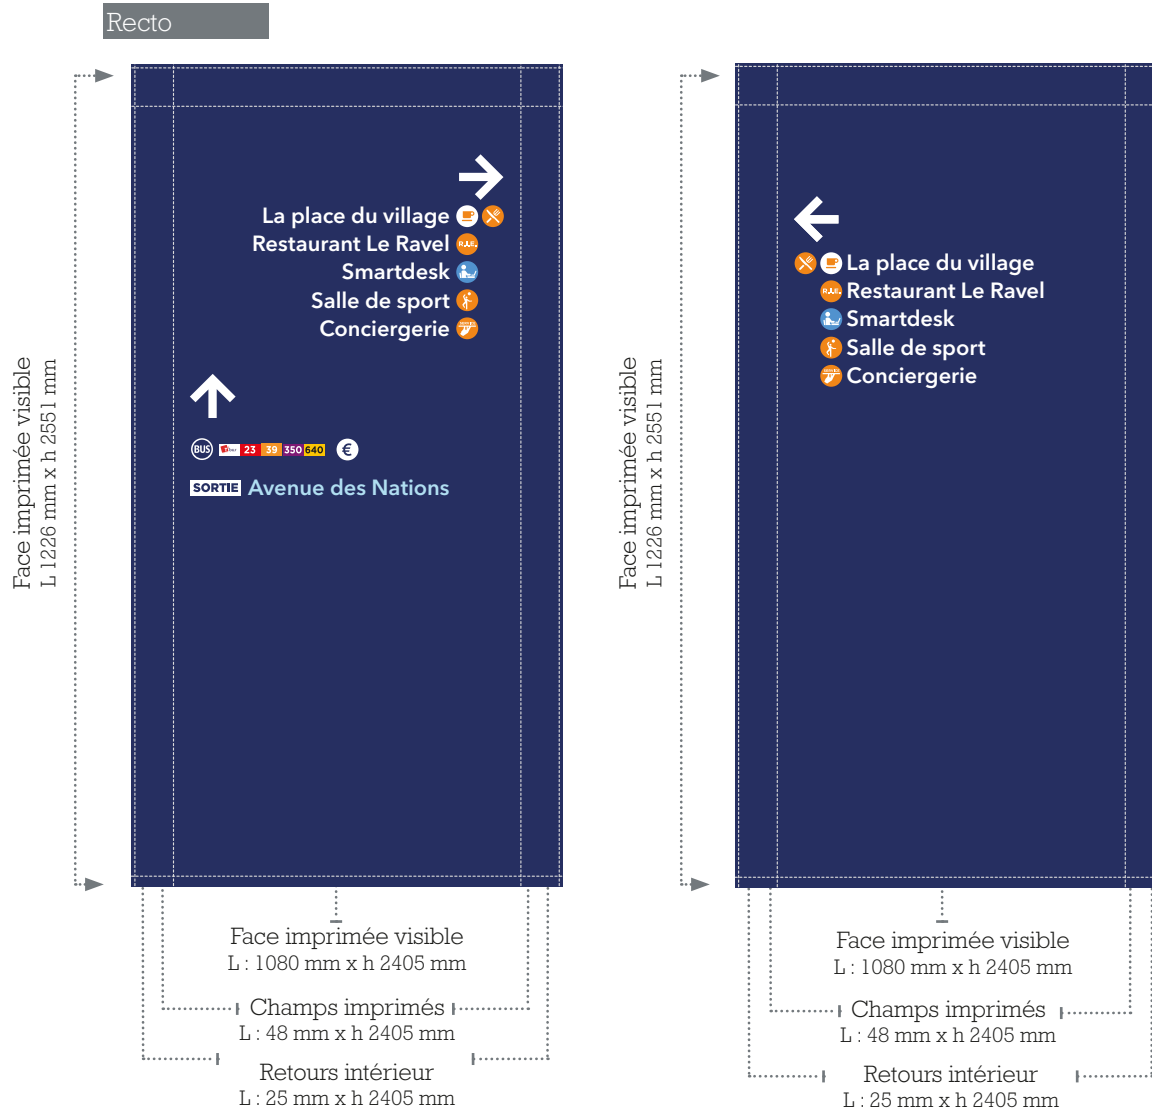 Recto
Face imprimée visible
L 1226 mm x h 2551 mm
La place du village
Restaurant Le Ravel
R.I.E.
Smartdesk
Salle de sport
Conciergerie
BUS 23 39 350 640 €
SORTIE Avenue des Nations
Face imprimée visible
L : 1080 mm x h 2405 mm
Champs imprimés
L : 48 mm x h 2405 mm
Retours intérieur
L : 25 mm x h 2405 mm
Face imprimée visible
L 1226 mm x h 2551 mm
La place du village
R.I.E. Restaurant Le Ravel
Smartdesk
Salle de sport
Conciergerie
Face imprimée visible
L : 1080 mm x h 2405 mm
Champs imprimés
L : 48 mm x h 2405 mm
Retours intérieur
L : 25 mm x h 2405 mm